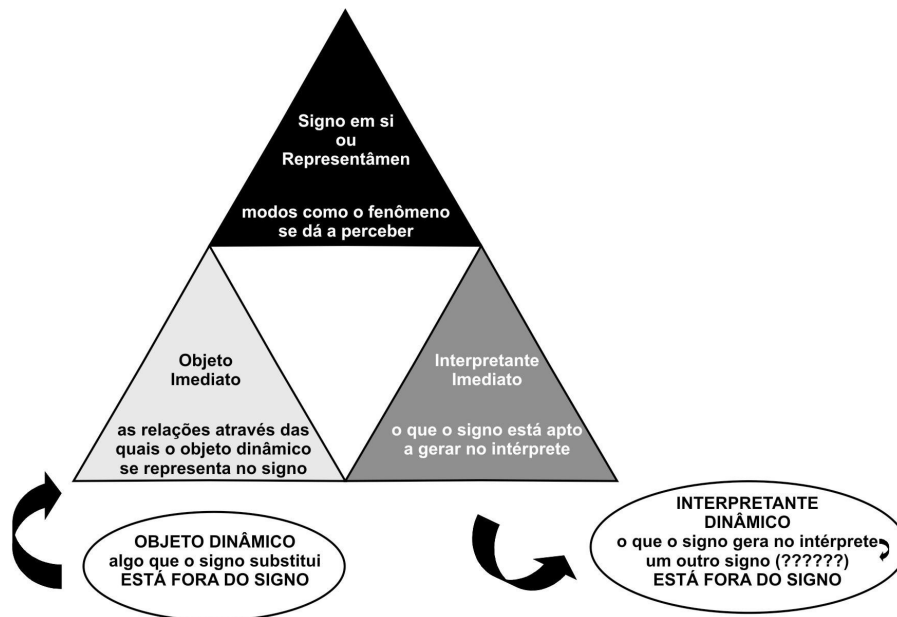 Signo em si
ou
Representâmen
modos como o fenômeno
se dá a perceber
Objeto
Imediato
as relações através das
quais o objeto dinâmico
se representa no signo
Interpretante
Imediato
o que o signo está apto
a gerar no intérprete
OBJETO DINÂMICO
algo que o signo substitui
ESTÁ FORA DO SIGNO
INTERPRETANTE
DINÂMICO
o que o signo gera no intérprete
um outro signo (??????)
ESTÁ FORA DO SIGNO